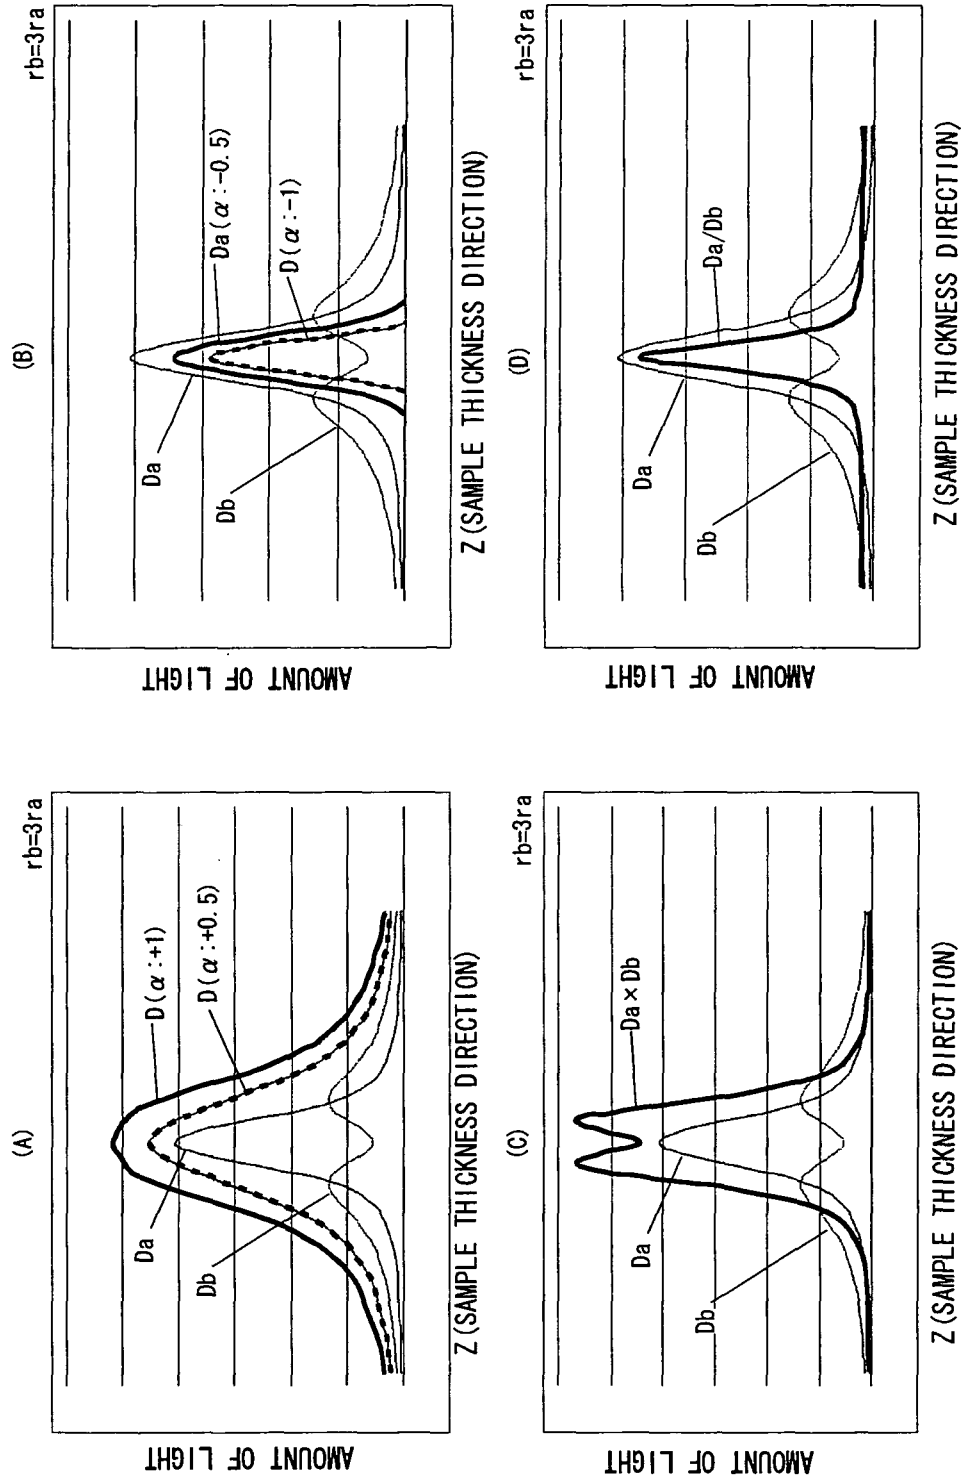 (A)
rb=3ra
D(α:+1)
D(α:+0.5)
Da
Db
AMOUNT OF LIGHT
Z(SAMPLE THICKNESS DIRECTION)
(B)
rb=3ra
Da(α:-0.5)
D(α:-1)
Da
Db
AMOUNT OF LIGHT
Z(SAMPLE THICKNESS DIRECTION)
(C)
rb=3ra
Da×Db
Da
Db
AMOUNT OF LIGHT
Z(SAMPLE THICKNESS DIRECTION)
(D)
rb=3ra
Da/Db
Da
Db
AMOUNT OF LIGHT
Z(SAMPLE THICKNESS DIRECTION)